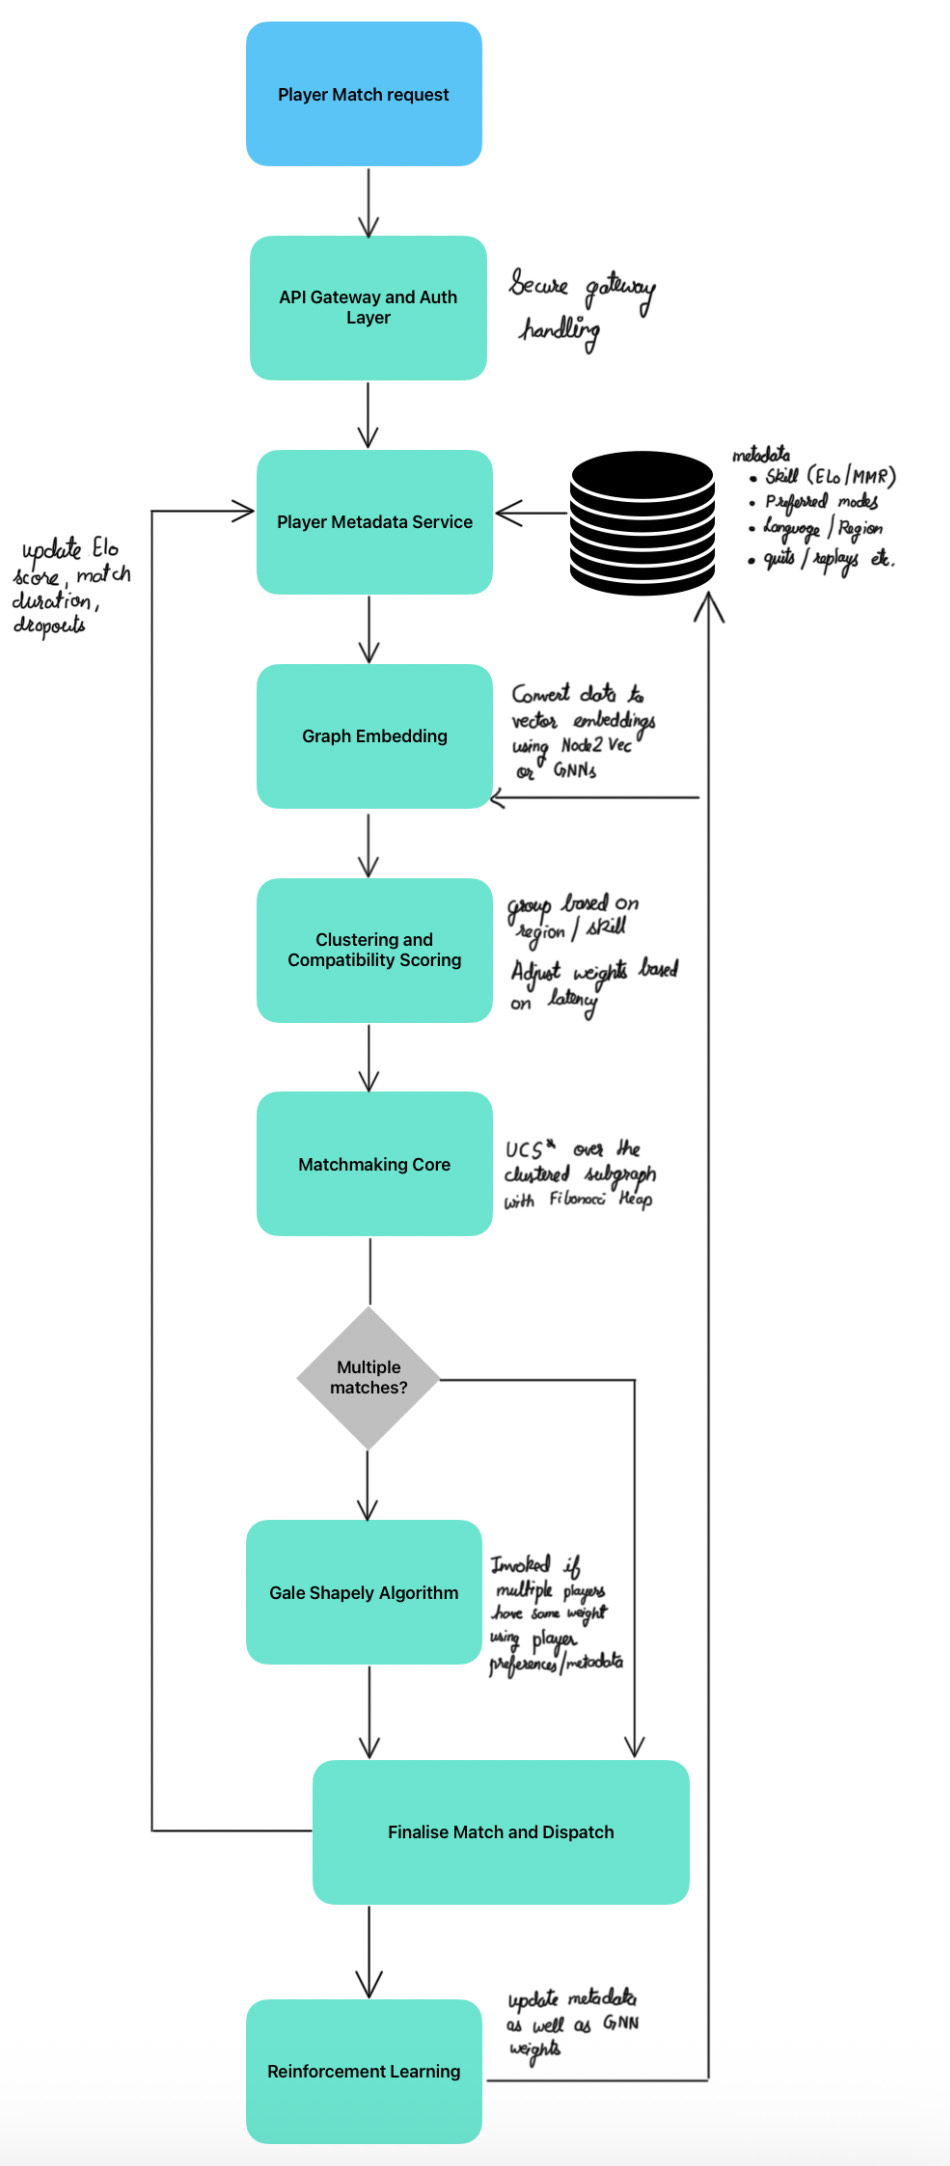 Player Match request
API Gateway and Auth
Layer
Secure gateway
handling
Player Metadata Service
metadata
• Skill (ELo/MMR)
• Preferred modes
• Language / Region
• quits / replays etc.
update Elo
score, match
duration,
dropouts
Graph Embedding
Convert data to
vector embeddings
using Node2Vec
or GNNs
Clustering and
Compatibility Scoring
group based on
region / skill
Adjust weights based
on latency
Matchmaking Core
UCS* over the
clustered subgraph
with Fibonacci Heap
Multiple
matches?
Gale Shapely Algorithm
Invoked if
multiple players
have same weight
using player
preferences/metadata
Finalise Match and Dispatch
Reinforcement Learning
update metadata
as well as GNN
weights